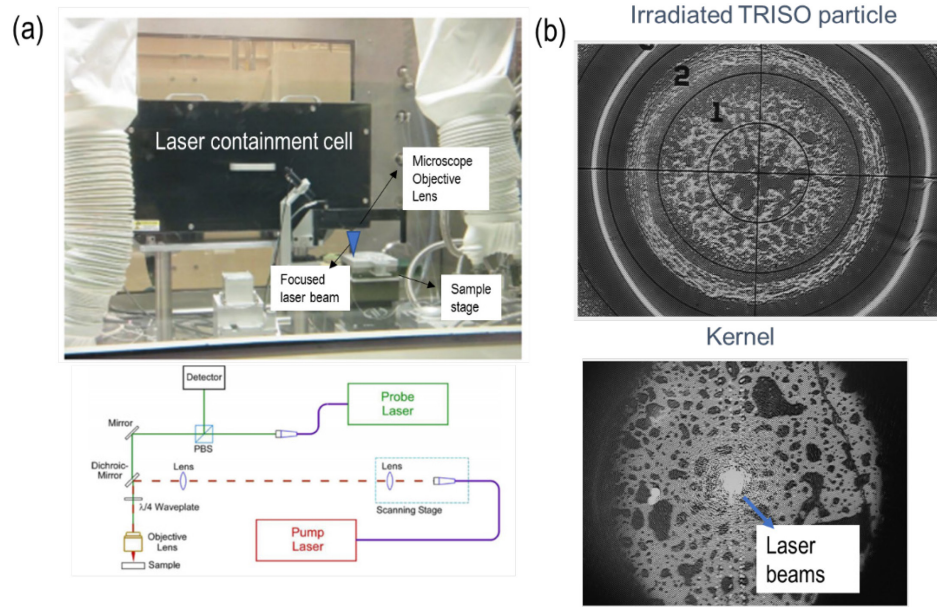 (a)
Laser containment cell
Microscope
Objective
Lens
Focused
laser beam
Sample
stage
Detector
Mirror
PBS
Probe
Laser
Dichroic-
Mirror
Lens
Lens
λ/4 Waveplate
Scanning Stage
Objective
Lens
Pump
Laser
Sample
(b)
Irradiated TRISO particle
2
1
Kernel
Laser
beams